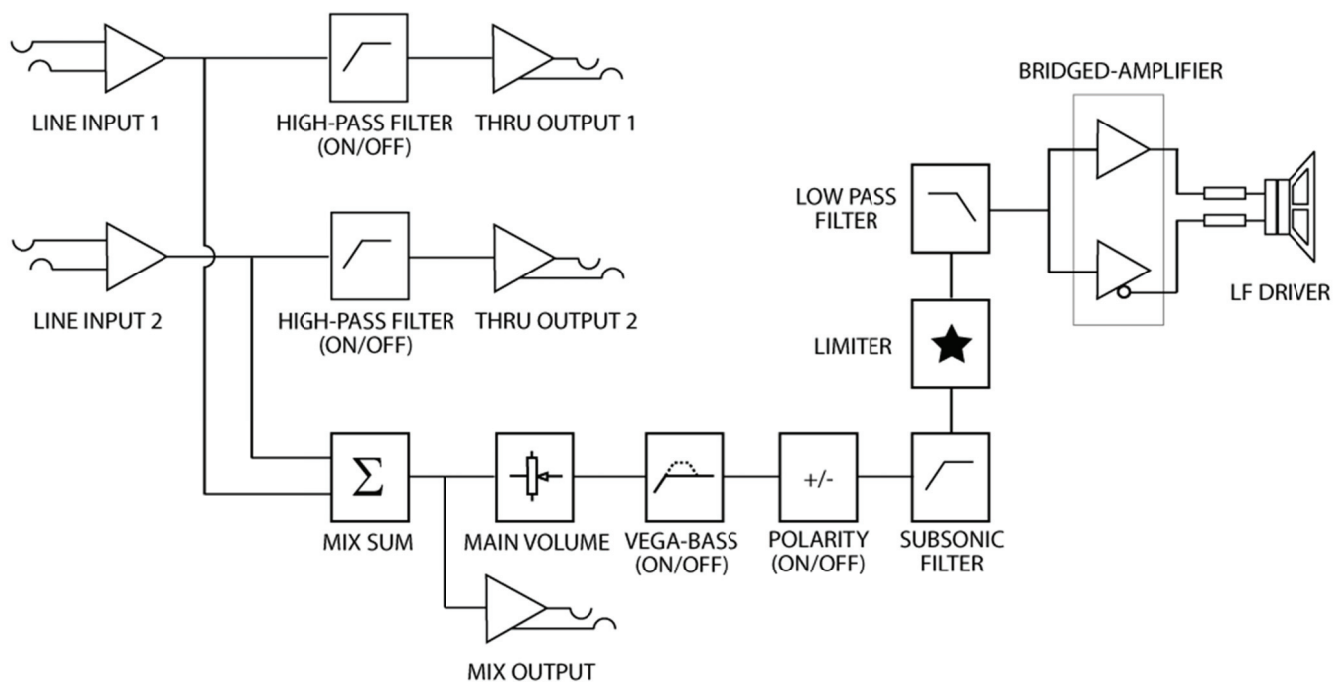 LINE INPUT 1
HIGH-PASS FILTER
(ON/OFF)
THRU OUTPUT 1
BRIDGED-AMPLIFIER
LOW PASS
FILTER
LF DRIVER
LINE INPUT 2
HIGH-PASS FILTER
(ON/OFF)
THRU OUTPUT 2
LIMITER
Σ
+/-
MIX SUM
MAIN VOLUME
VEGA-BASS
(ON/OFF)
POLARITY
(ON/OFF)
SUBSONIC
FILTER
MIX OUTPUT